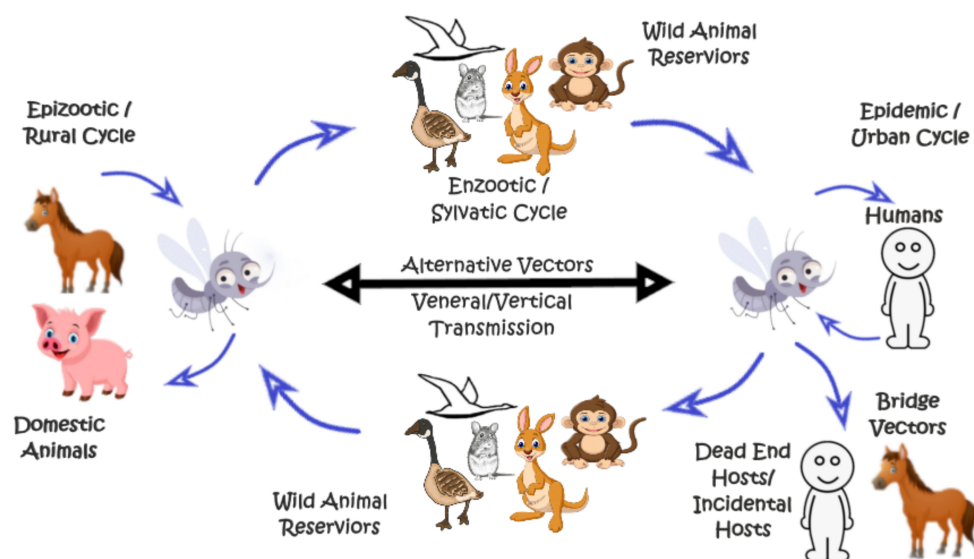 Wild Animal
Reserviors
Epizootic /
Rural Cycle
Epidemic /
Urban Cycle
Enzootic /
Sylvatic Cycle
Humans
Alternative Vectors
Veneral/Vertical
Transmission
Domestic
Animals
Bridge
Vectors
Dead End
Hosts/
Incidental
Hosts
Wild Animal
Reserviors